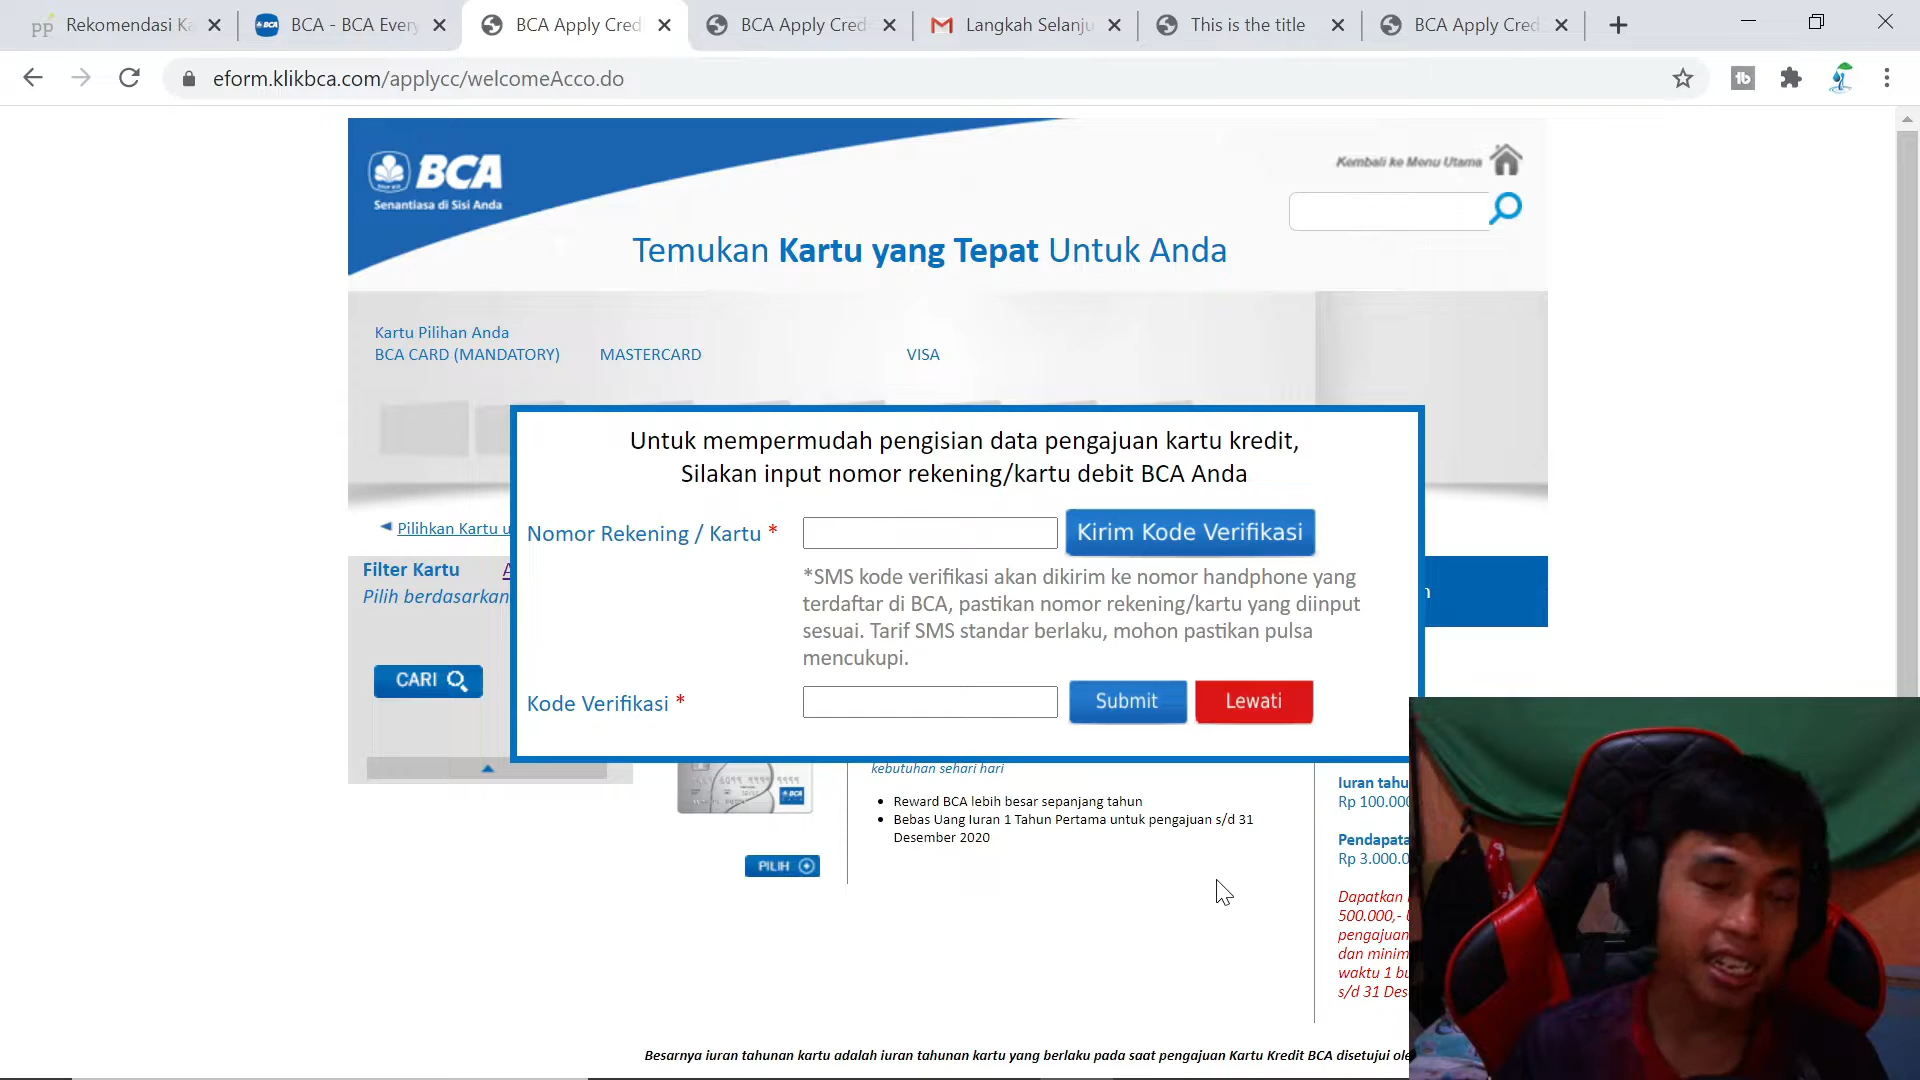 Rekomendasi Ka
BCA - BCA Every
BCA Apply Cred
BCA Apply Cred
Langkah Selanju
This is the title
BCA Apply Cred
eform.klikbca.com/applycc/welcomeAcco.do
BCA
Senantiasa di Sisi Anda
Kembali ke Menu Utama
Temukan Kartu yang Tepat Untuk Anda
Kartu Pilihan Anda
BCA CARD (MANDATORY) MASTERCARD VISA
Untuk mempermudah pengisian data pengajuan kartu kredit,
Silakan input nomor rekening/kartu debit BCA Anda
Pilihkan Kartu u
Nomor Rekening / Kartu *
Kirim Kode Verifikasi
Filter Kartu
Pilih berdasarkan
*SMS kode verifikasi akan dikirim ke nomor handphone yang
terdaftar di BCA, pastikan nomor rekening/kartu yang diinput
sesuai. Tarif SMS standar berlaku, mohon pastikan pulsa
mencukupi.
CARI
Kode Verifikasi *
Submit
Lewati
kebutuhan sehari hari
Reward BCA lebih besar sepanjang tahun
Bebas Uang Iuran 1 Tahun Pertama untuk pengajuan s/d 31
Desember 2020
PILIH
Iuran tahu
Rp 100.000
Pendapata
Rp 3.000.0
Dapatkan
500.000,-
pengajuan
dan minim
waktu 1 bu
s/d 31 Des
Besarnya iuran tahunan kartu adalah iuran tahunan kartu yang berlaku pada saat pengajuan Kartu Kredit BCA disetujui ole